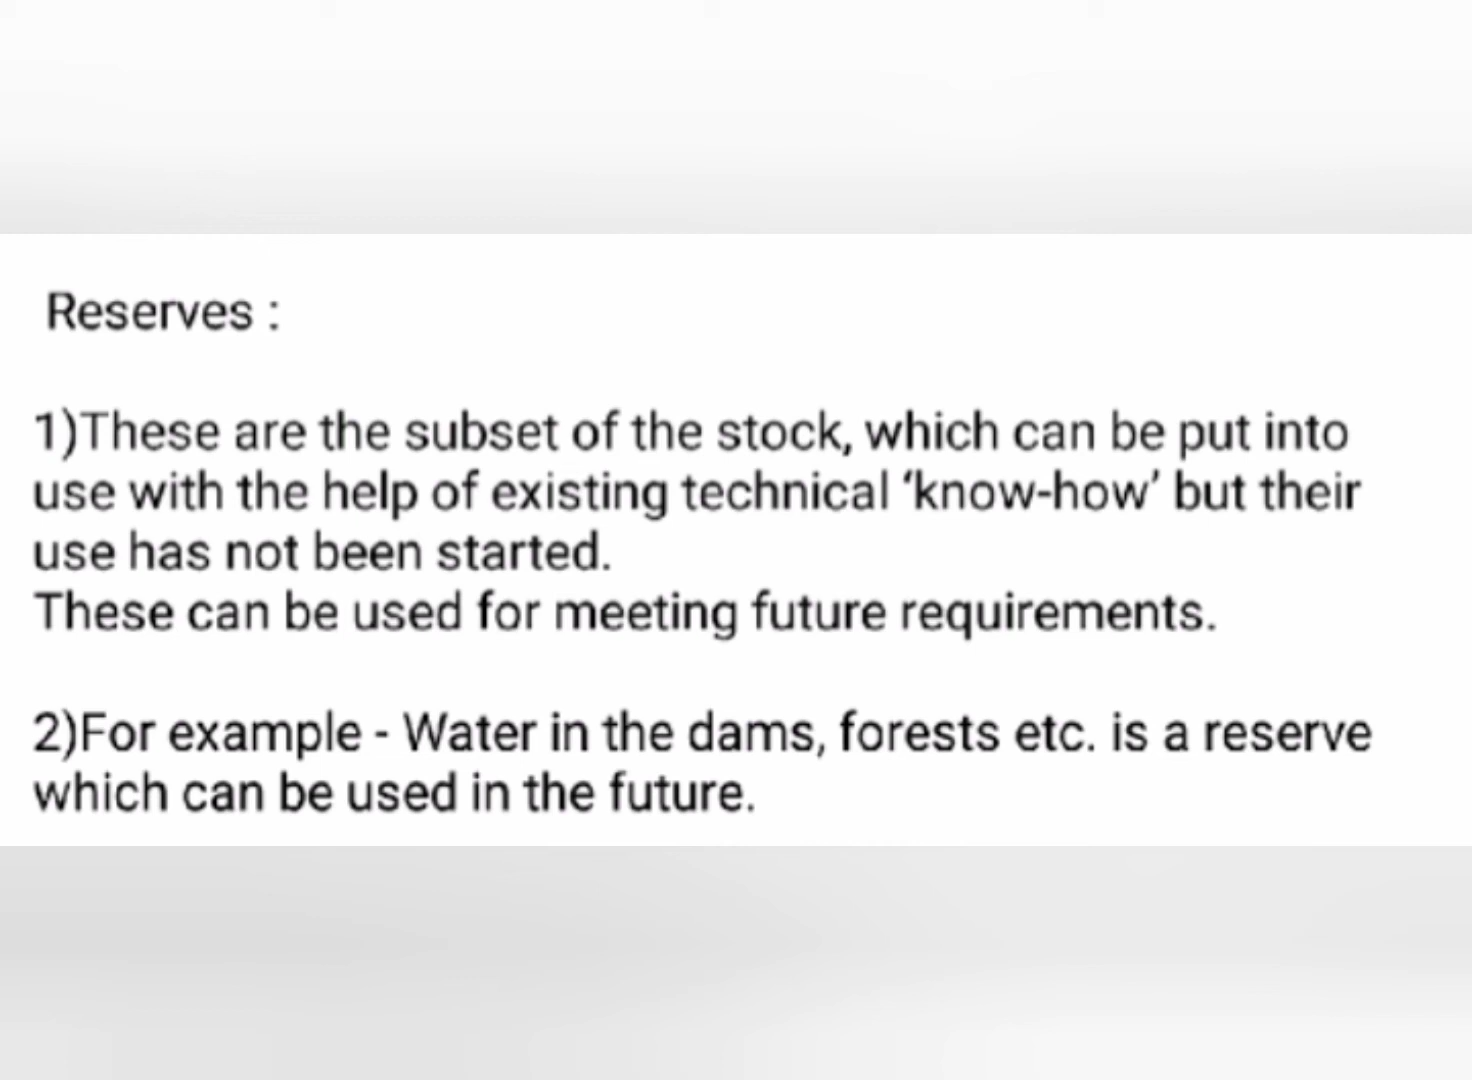 Reserves :
1)These are the subset of the stock, which can be put into
use with the help of existing technical ‘know-how’ but their
use has not been started.
These can be used for meeting future requirements.
2)For example - Water in the dams, forests etc. is a reserve
which can be used in the future.